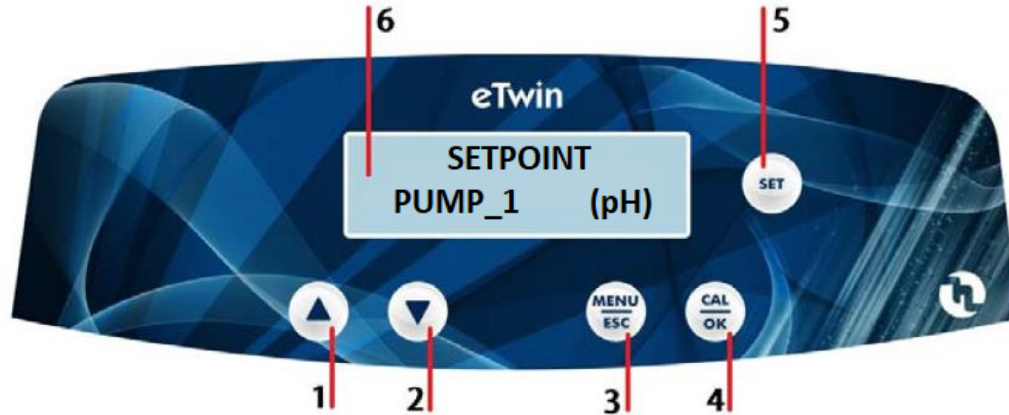 6
5
eTwin
SETPOINT
PUMP_1 (pH)
SET
MENU
ESC
CAL
OK
1
2
3
4